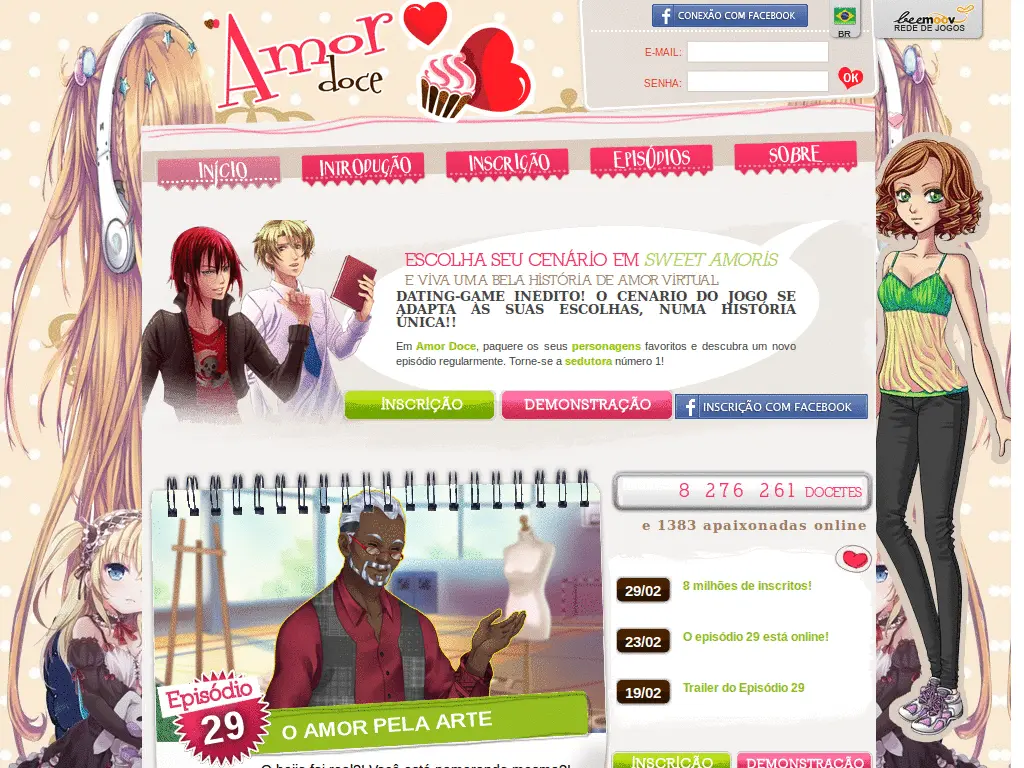 Amor
doce
CONEXÃO COM FACEBOOK
BR
beemoov
REDE DE JOGOS
E-MAIL:
SENHA:
OK
INÍCIO
INTRODUÇÃO
INSCRIÇÃO
EPISÓDIOS
SOBRE
ESCOLHA SEU CENÁRIO EM SWEET AMORIS
E VIVA UMA BELA HISTÓRIA DE AMOR VIRTUAL
DATING-GAME INÉDITO! O CENÁRIO DO JOGO SE
ADAPTA ÀS SUAS ESCOLHAS, NUMA HISTÓRIA
ÚNICA!!
Em Amor Doce, paquere os seus personagens favoritos e descubra um novo
episódio regularmente. Torne-se a sedutora número 1!
INSCRIÇÃO
DEMONSTRAÇÃO
INSCRIÇÃO COM FACEBOOK
8 276 261 DOCETES
e 1383 apaixonadas online
29/02
8 milhões de inscritos!
23/02
O episódio 29 está online!
19/02
Trailer do Episódio 29
Episódio
29
O AMOR PELA ARTE
O beijo foi real?! Você está namorando mesmo?!
INSCRIÇÃO
DEMONSTRAÇÃO